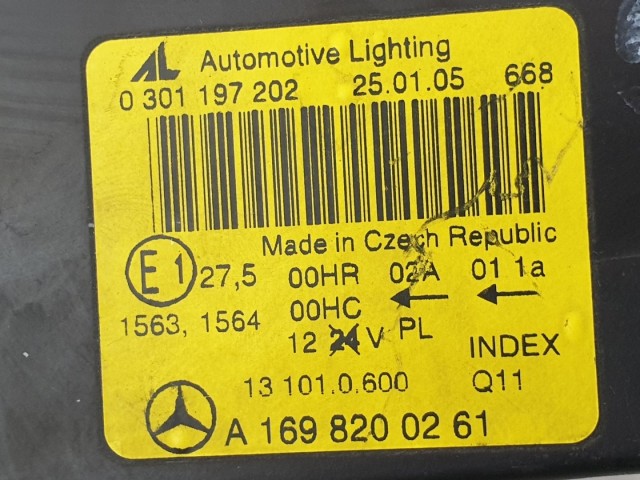 AL Automotive Lighting
0 301 197 202 25.01.05 668
Made in Czech Republic
E1 27,5 00HR 02A 01 1a
1563, 1564 00HC ← ←
12 24 V PL
INDEX
13 101.0.600 Q11
A 169 820 02 61